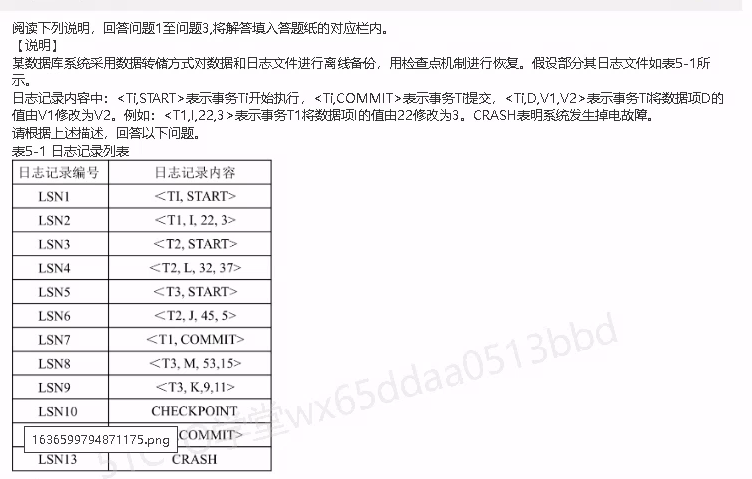 阅读下列说明，回答问题1至问题3,将解答填入答题纸的对应栏内。
【说明】
某数据库系统采用数据转储方式对数据和日志文件进行离线备份，用检查点机制进行恢复。假设部分其日志文件如表5-1所
示。
日志记录内容中：<Ti,START>表示事务Ti开始执行，<Ti,COMMIT>表示事务Ti提交，<Ti,D,V1,V2>表示事务Ti将数据项D的
值由V1修改为V2。例如：<T1,I,22,3>表示事务T1将数据项I的值由22修改为3。CRASH表明系统发生掉电故障。
请根据上述描述，回答以下问题。
表5-1 日志记录列表
日志记录编号 日志记录内容
LSN1 <TI, START>
LSN2 <T1, I, 22, 3>
LSN3 <T2, START>
LSN4 <T2, L, 32, 37>
LSN5 <T3, START>
LSN6 <T2, J, 45, 5>
LSN7 <T1, COMMIT>
LSN8 <T3, M, 53,15>
LSN9 <T3, K,9,11>
LSN10 CHECKPOINT
COMMIT>
1636599794871175.png
LSN13 CRASH
51CTO学堂wx65ddaa0513bbd